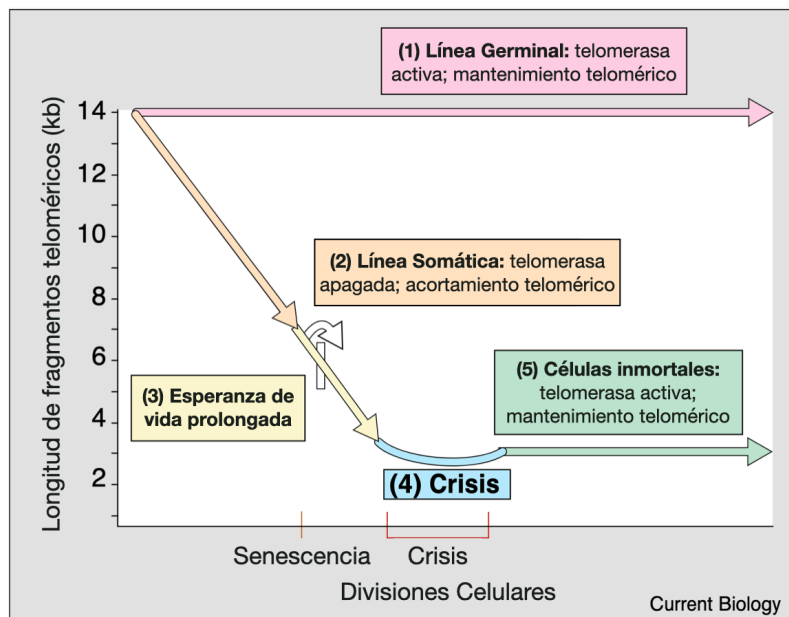 (1) Línea Germinal: telomerasa
activa; mantenimiento telomérico
Longitud de fragmentos teloméricos (kb)
14
12
10
8
6
4
2
(2) Línea Somática: telomerasa
apagada; acortamiento telomérico
(3) Esperanza de
vida prolongada
(5) Células inmortales:
telomerasa activa;
mantenimiento telomérico
(4) Crisis
Senescencia
Crisis
Divisiones Celulares
Current Biology